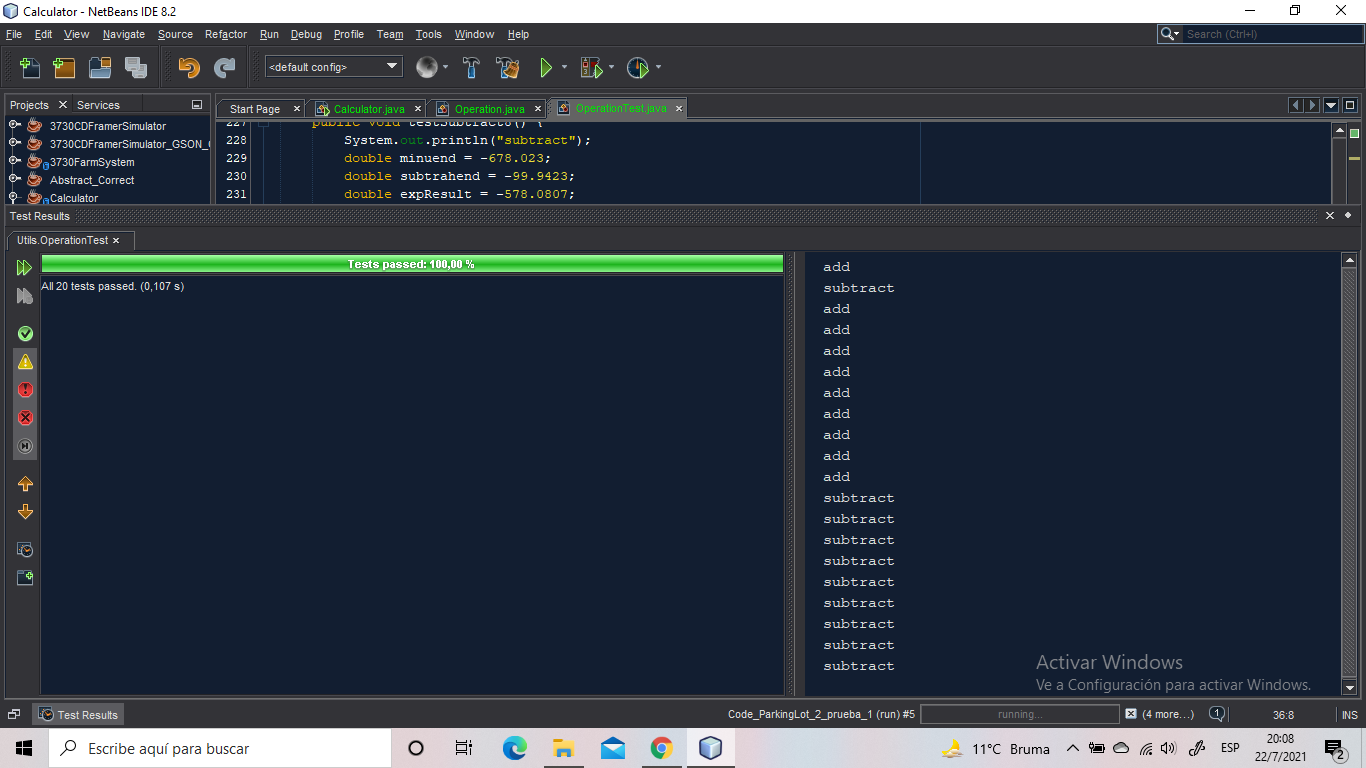 Calculator - NetBeans IDE 8.2
File Edit View Navigate Source Refactor Run Debug Profile Team Tools Window Help
Search (Ctrl+I)
<default config>
Projects Services
Start Page Calculator.java Operation.java OperationTest.java
3730CDFramerSimulator
3730CDFramerSimulator_GSON_
3730FarmSystem
Abstract_Correct
Calculator
227 public void testSubtract8() {
228 System.out.println("subtract");
229 double minuend = -678.023;
230 double subtrahend = -99.9423;
231 double expResult = -578.0807;
Test Results
Utils.OperationTest
Tests passed: 100,00 %
All 20 tests passed. (0,107 s)
add
subtract
add
add
add
add
add
add
add
add
add
subtract
subtract
subtract
subtract
subtract
subtract
subtract
subtract
subtract
Activar Windows
Ve a Configuración para activar Windows.
Test Results
Code_ParkingLot_2_prueba_1 (run) #5 running... (4 more...) 1 36:8 INS
Escribe aquí para buscar
11°C Bruma
ESP
20:08
22/7/2021
2